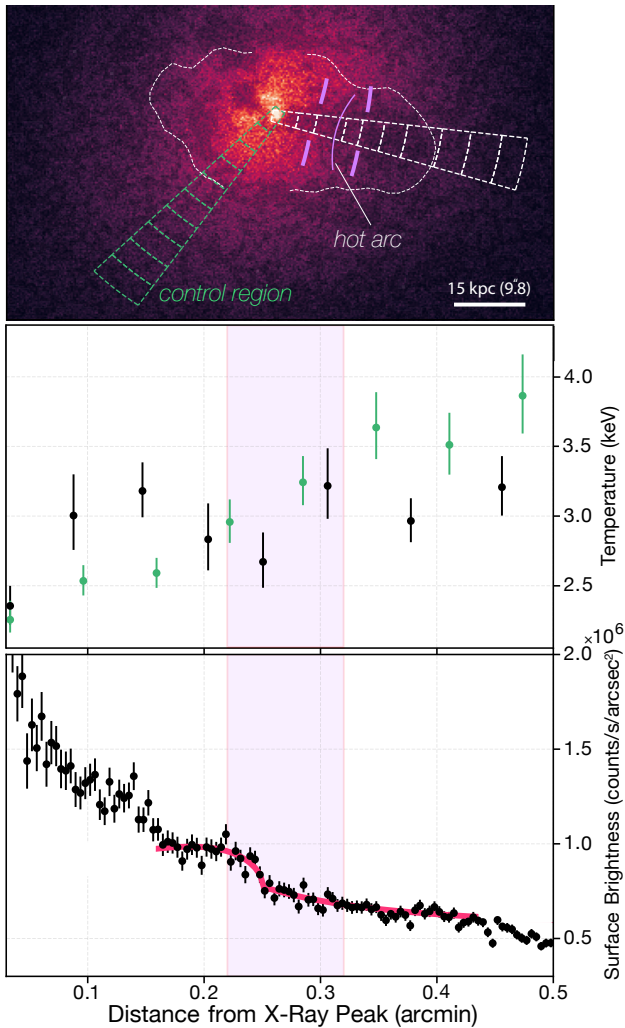 hot arc
control region
15 kpc (9.″8)
4.0
3.5
3.0
2.5
Temperature (keV)
×10⁶
2.0
1.5
1.0
0.5
Surface Brightness (counts/s/arcsec²)
0.1
0.2
0.3
0.4
0.5
Distance from X-Ray Peak (arcmin)